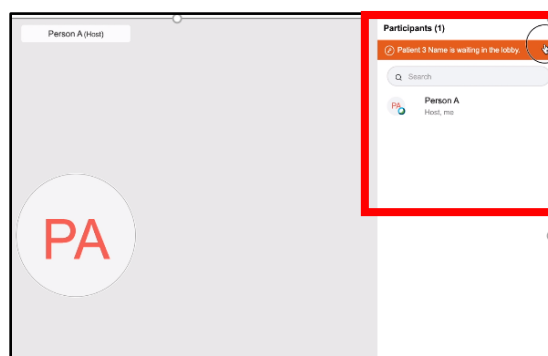 Person A (Host)
Participants (1)
Patient 3 Name is waiting in the lobby.
Search
PA
Person A
Host, me
PA